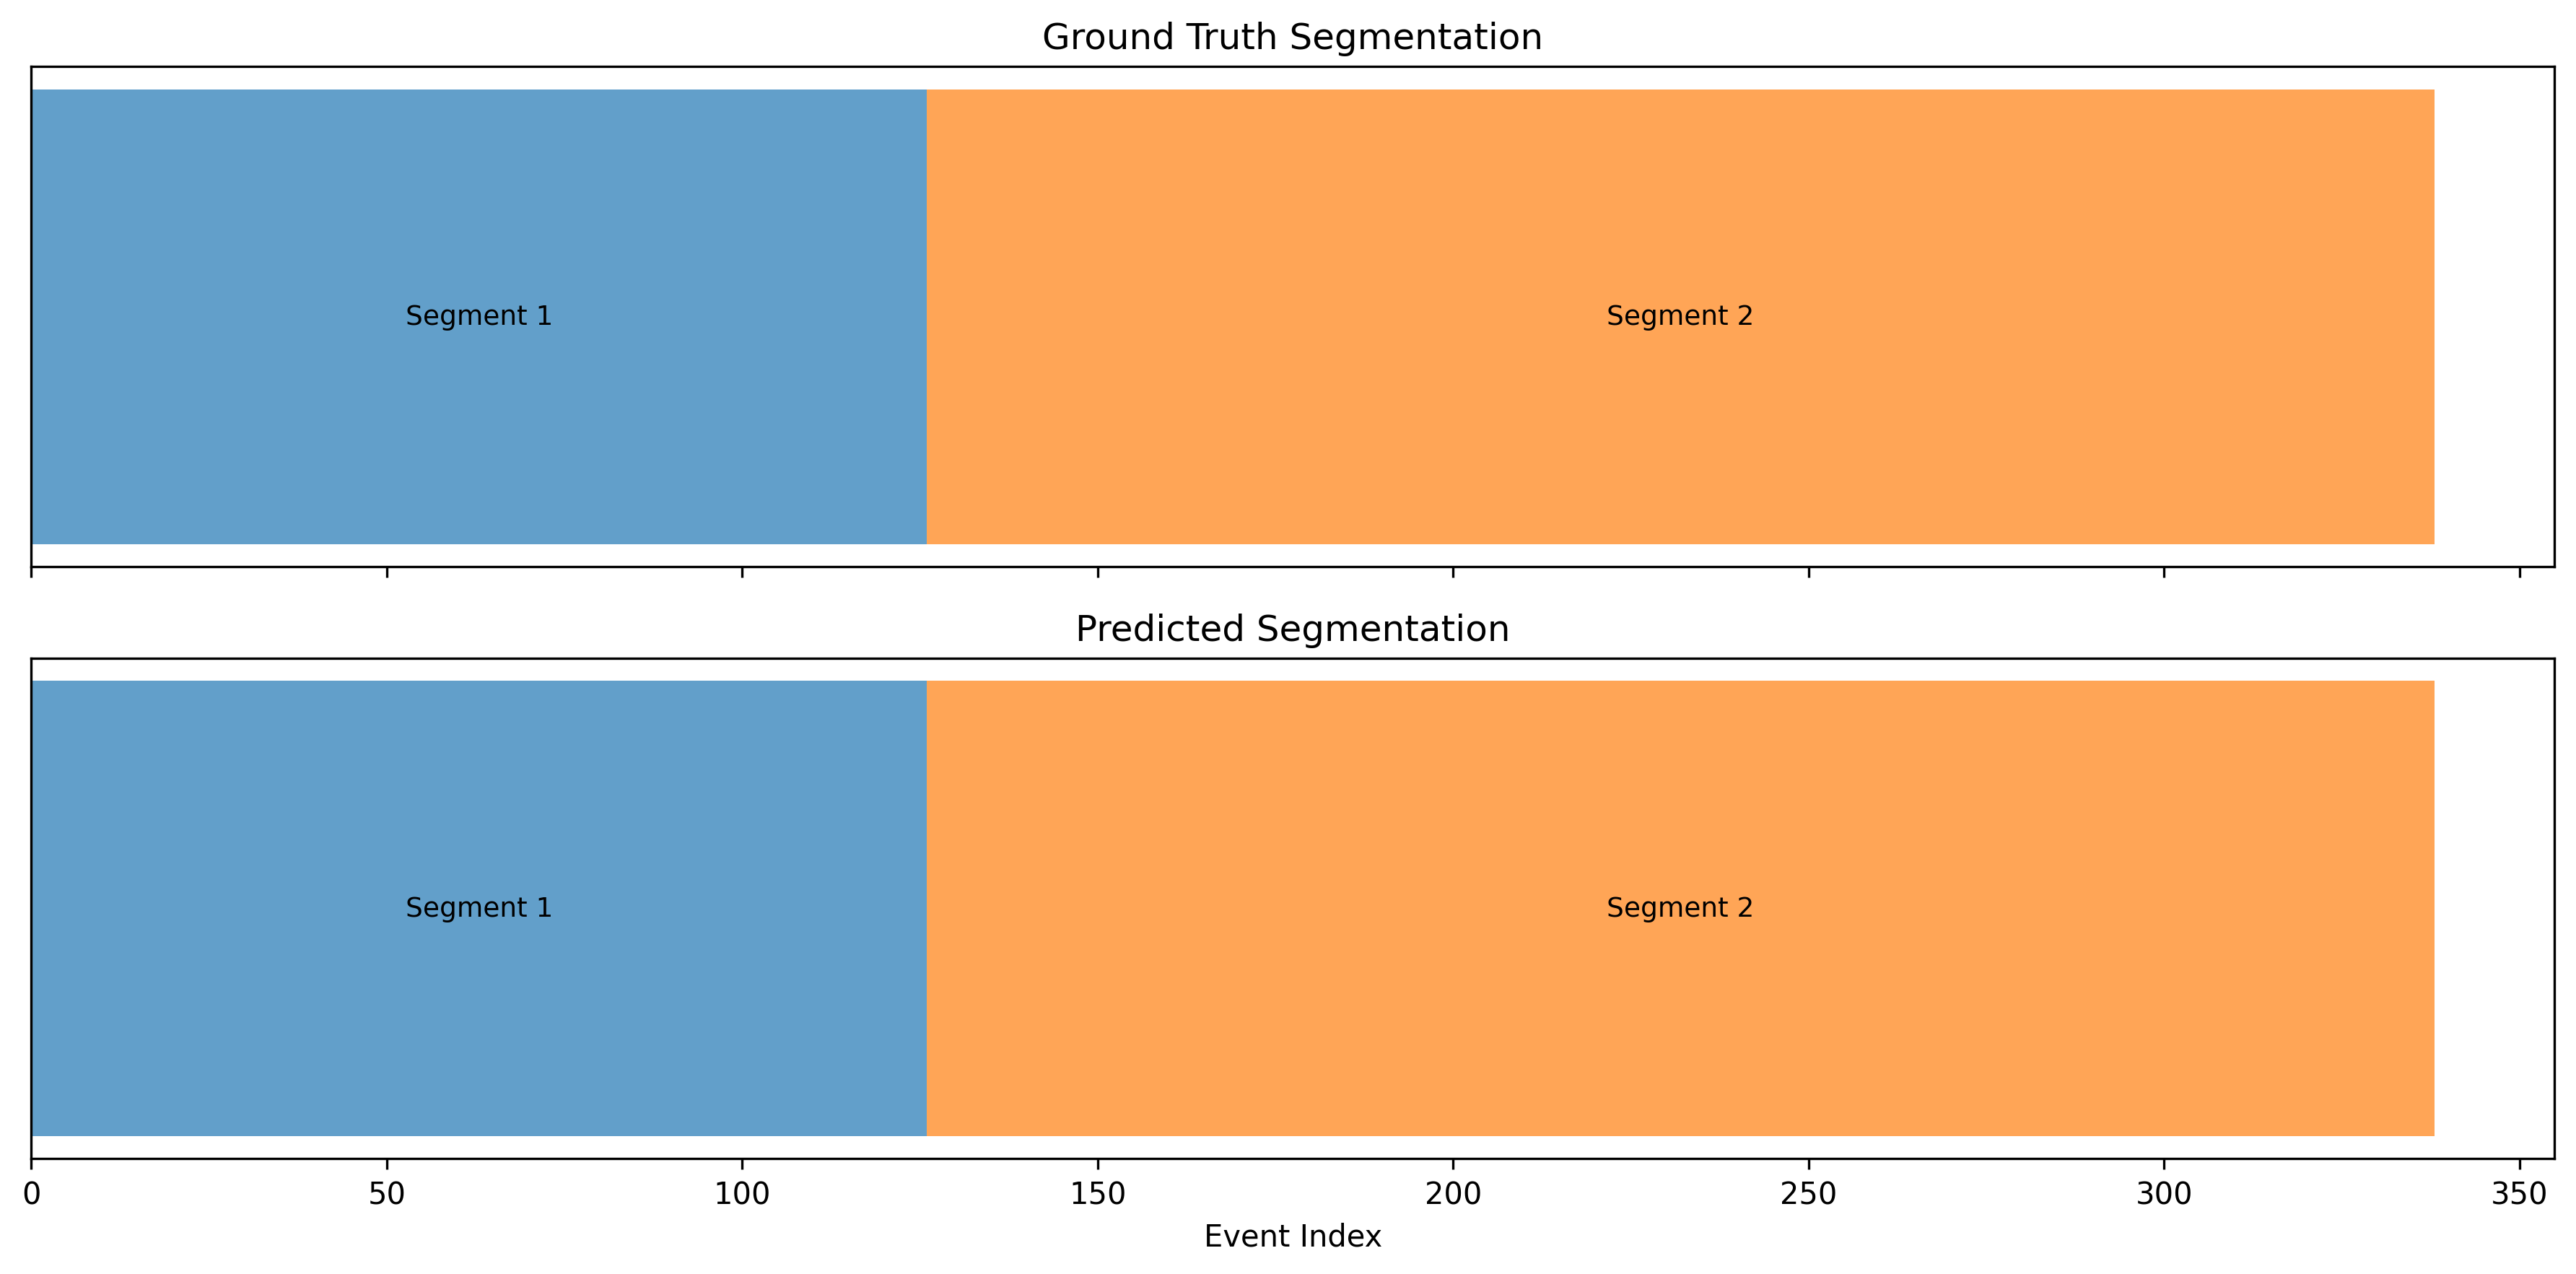 Ground Truth Segmentation
Segment 1 Segment 2
Predicted Segmentation
Segment 1 Segment 2
0 50 100 150 200 250 300 350
Event Index